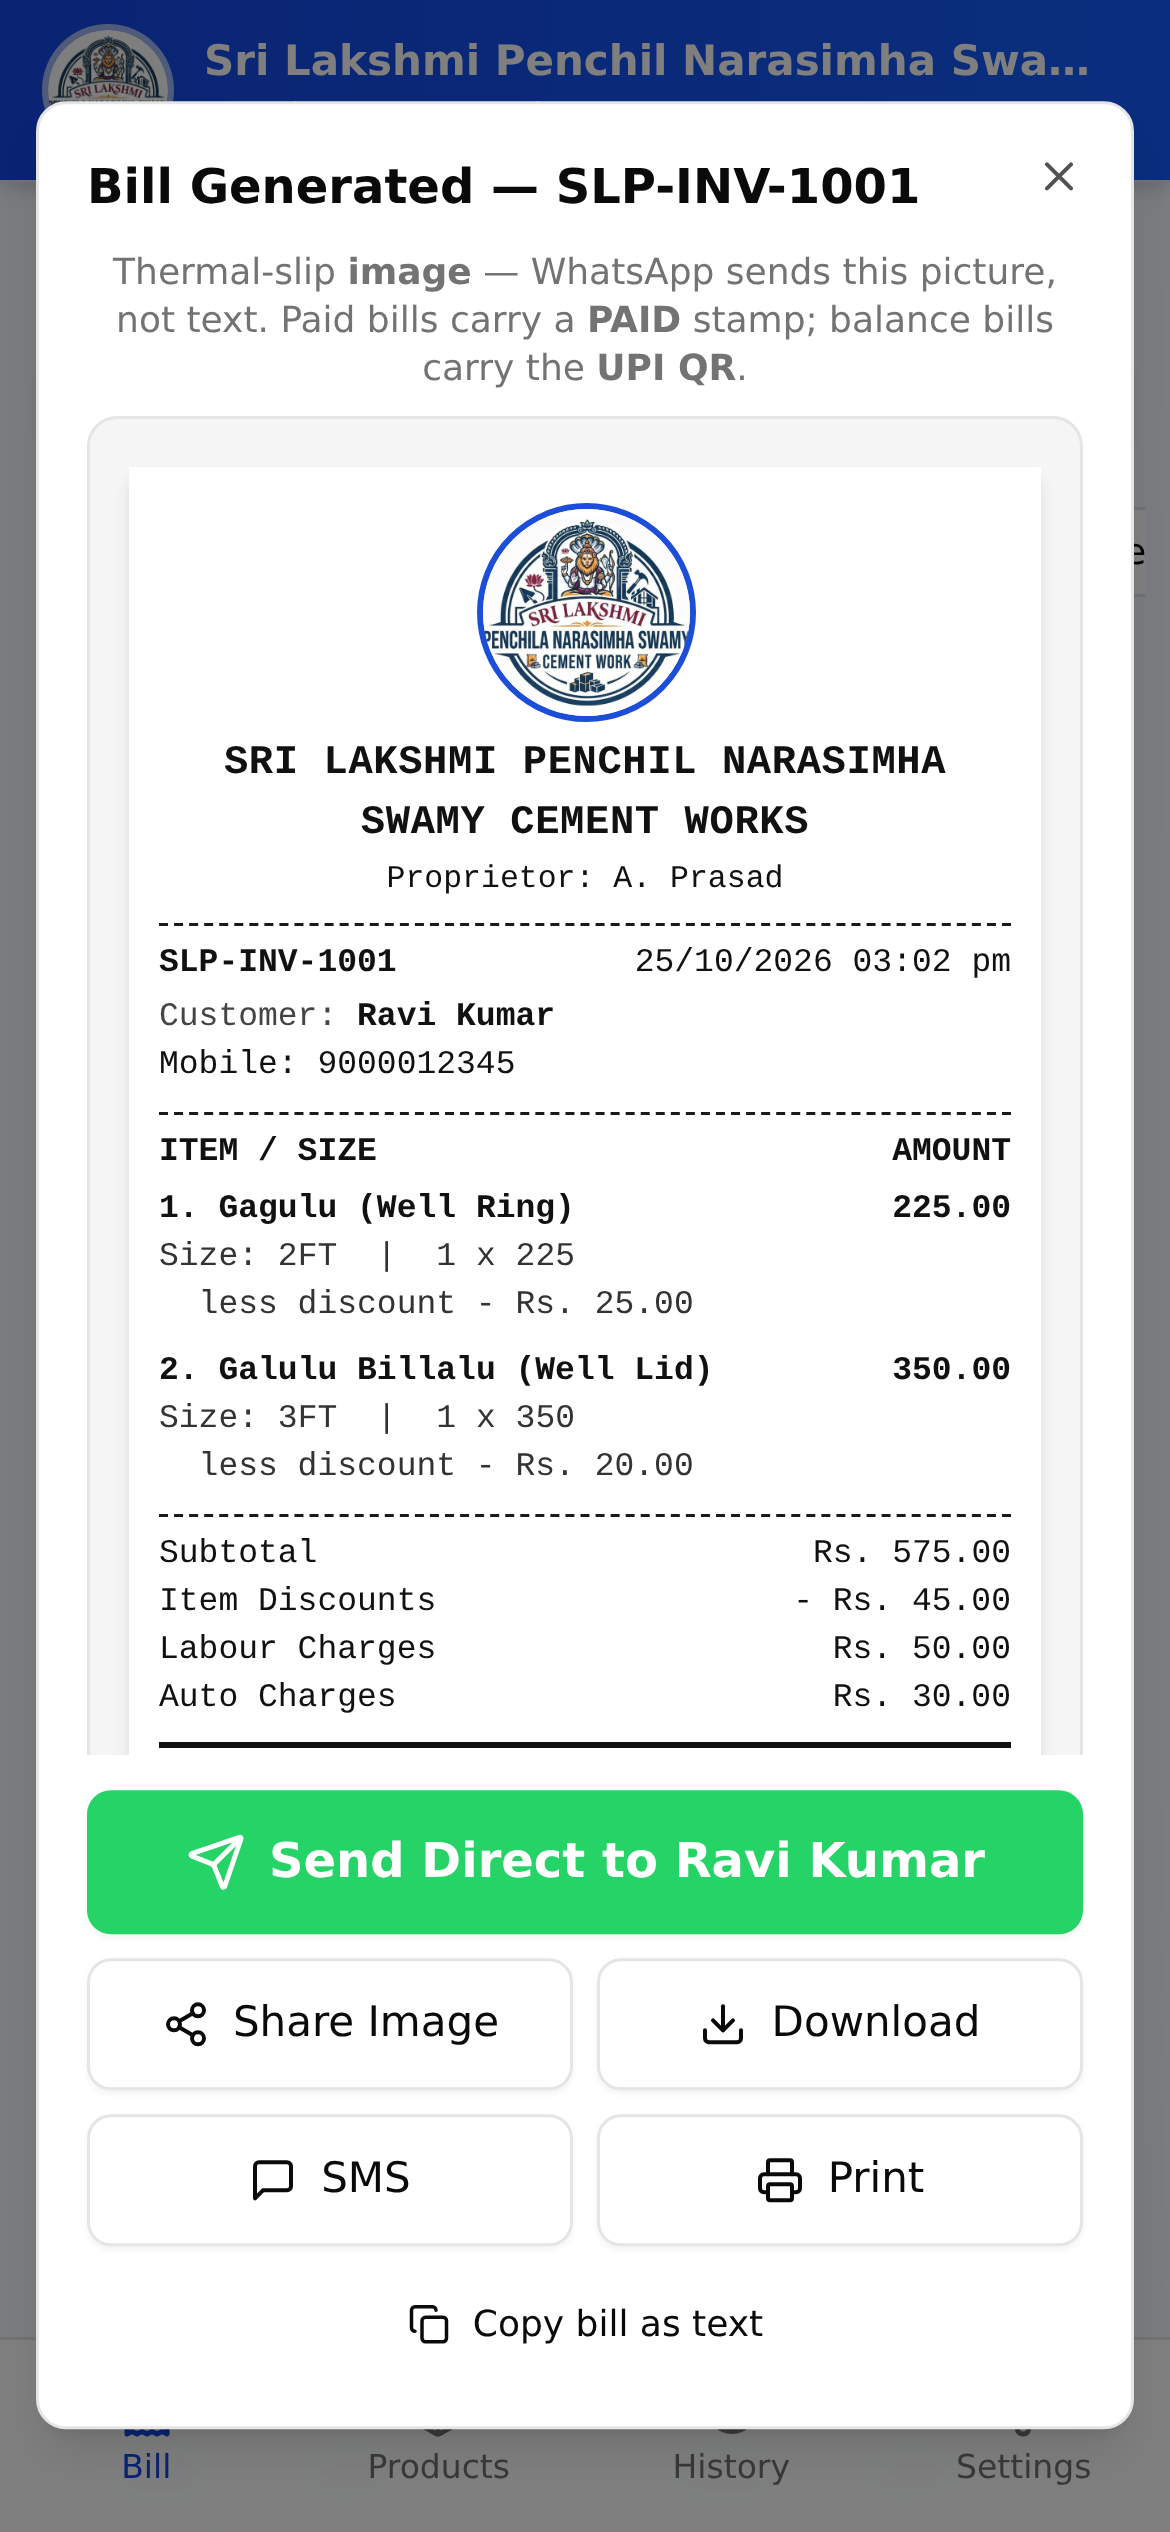 Sri Lakshmi Penchil Narasimha Swa...
Bill Generated — SLP-INV-1001
Thermal-slip image — WhatsApp sends this picture,
not text. Paid bills carry a PAID stamp; balance bills
carry the UPI QR.
SRI LAKSHMI
PENCHILA NARASIMHA SWAMY
CEMENT WORK
SRI LAKSHMI PENCHIL NARASIMHA
SWAMY CEMENT WORKS
Proprietor: A. Prasad
SLP-INV-1001 25/10/2026 03:02 pm
Customer: Ravi Kumar
Mobile: 9000012345
ITEM / SIZE AMOUNT
1. Gagulu (Well Ring) 225.00
Size: 2FT | 1 x 225
less discount - Rs. 25.00
2. Galulu Billalu (Well Lid) 350.00
Size: 3FT | 1 x 350
less discount - Rs. 20.00
Subtotal Rs. 575.00
Item Discounts - Rs. 45.00
Labour Charges Rs. 50.00
Auto Charges Rs. 30.00
Send Direct to Ravi Kumar
Share Image Download
SMS Print
Copy bill as text
Bill Products History Settings